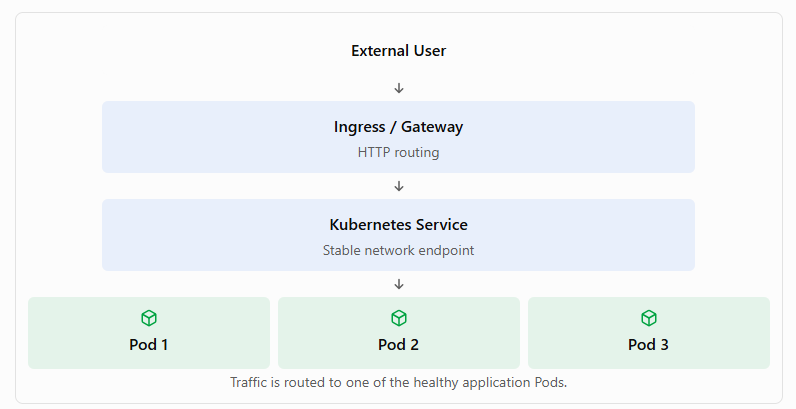 External User
Ingress / Gateway
HTTP routing
Kubernetes Service
Stable network endpoint
Pod 1
Pod 2
Pod 3
Traffic is routed to one of the healthy application Pods.